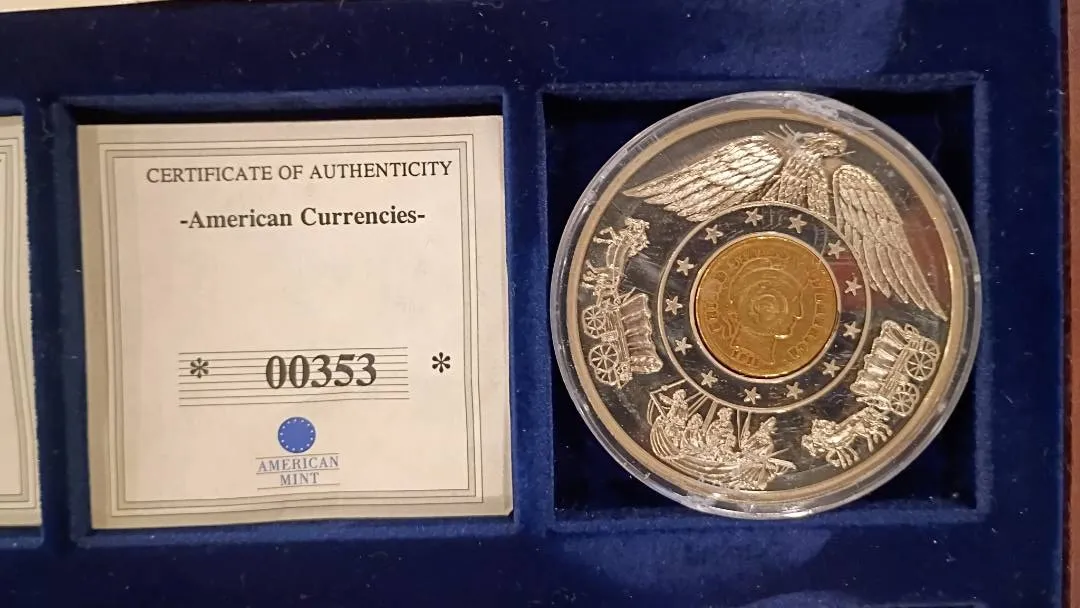 CERTIFICATE OF AUTHENTICITY
-American Currencies-
* 00353 *
AMERICAN
MINT